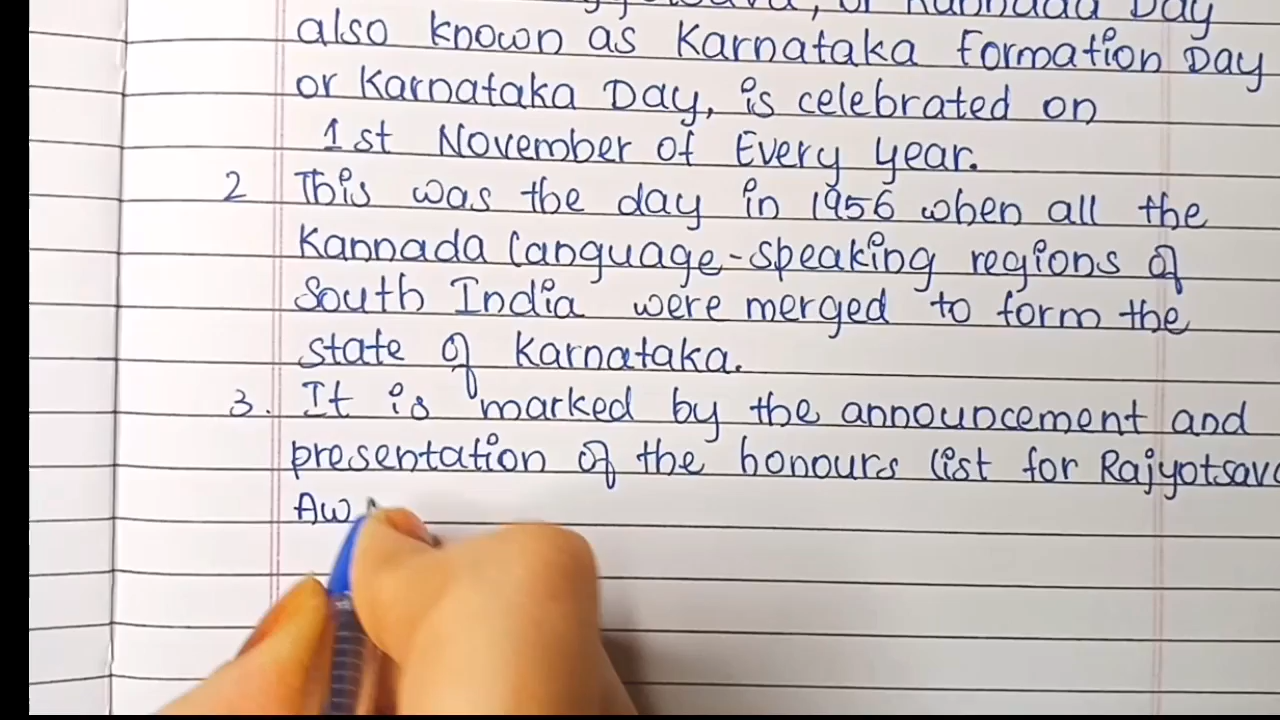 or Kannada Day
also known as Karnataka Formation Day
or Karnataka Day, is celebrated on
1st November of Every year.
2 This was the day in 1956 when all the
Kannada language-speaking regions of
South India were merged to form the
state of Karnataka.
3. It is marked by the announcement and
presentation of the honours list for Rajyotsava
Aw